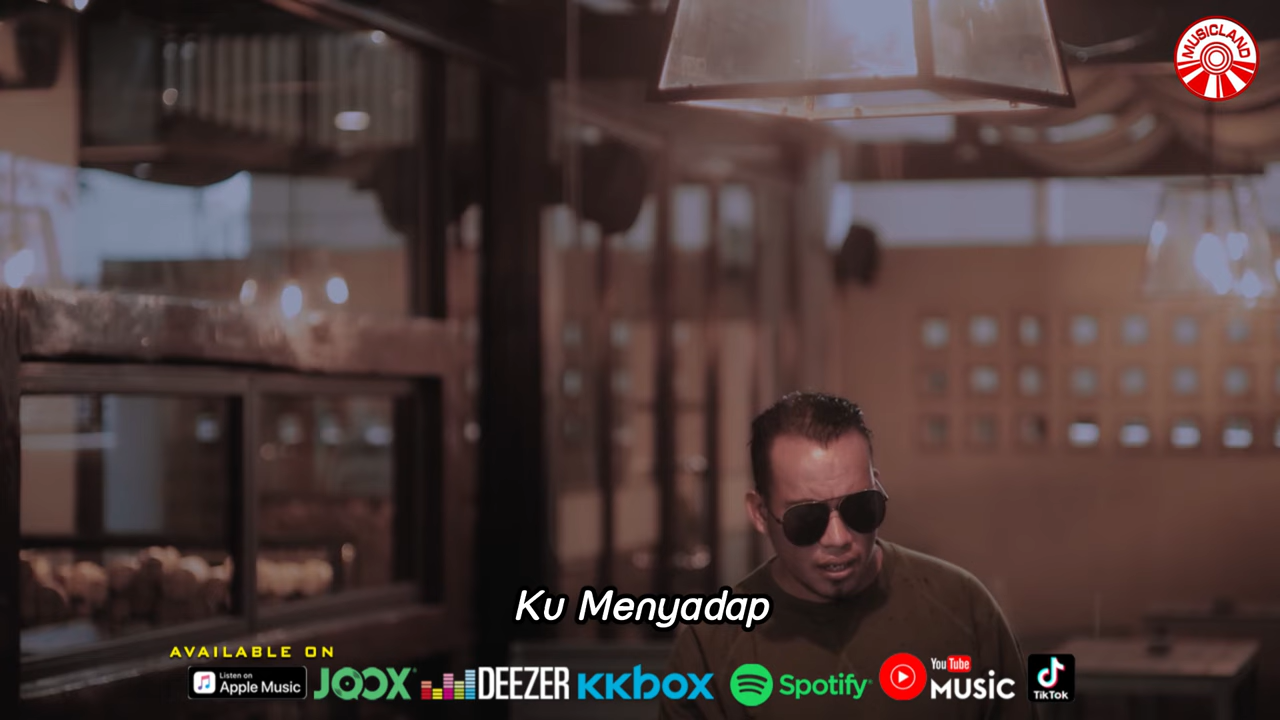 MUSICLAND
Ku Menyadap
AVAILABLE ON
Listen on
Apple Music
JOOX
DEEZER
KKBOX
Spotify
YouTube
MUSIC
TikTok